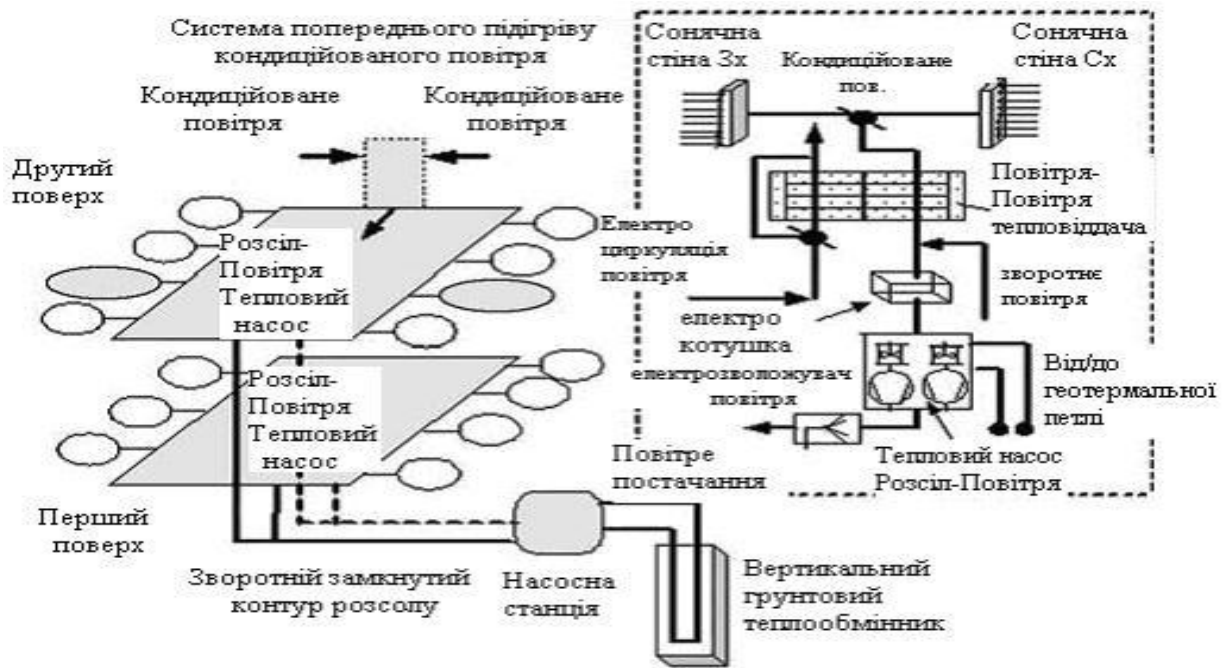 Система попереднього підігріву
кондиційованого повітря
Кондиційоване
повітря
Кондиційоване
повітря
Другий
поверх
Розсіл-
Повітря
Тепловий
насос
Електро
циркуляція
повітря
Розсіл-
Повітря
Тепловий
насос
Перший
поверх
Зворотній замкнутий
контур розсолу
Насосна
станція
Вертикальний
грунтовий
теплообмінник
Сонячна
стіна Зх
Кондиційоване
пов.
Сонячна
стіна Сх
Повітря-
Повітря
тепловіддача
зворотнє
повітря
електро
котушка
електрозволожувач
повітря
Від/до
геотермальної
петлі
Повітре
постачання
Тепловий насос
Розсіл-Повітря